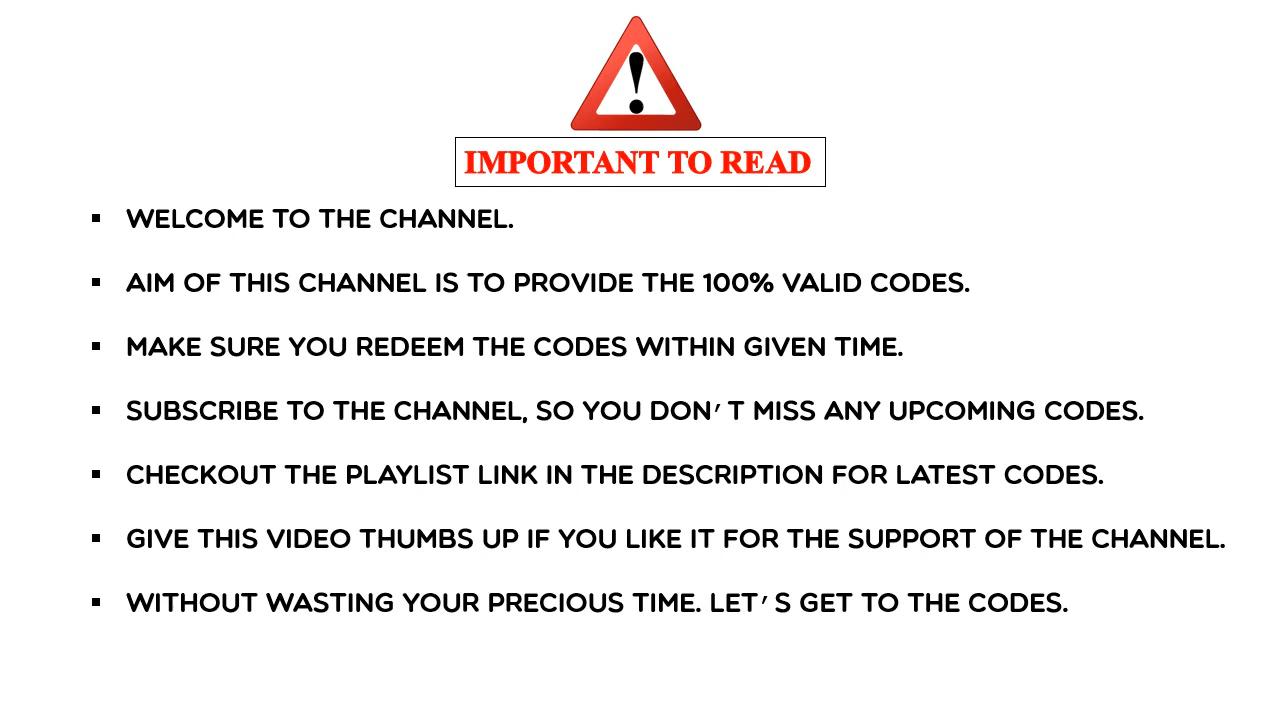 IMPORTANT TO READ
▪ WELCOME TO THE CHANNEL.
▪ AIM OF THIS CHANNEL IS TO PROVIDE THE 100% VALID CODES.
▪ MAKE SURE YOU REDEEM THE CODES WITHIN GIVEN TIME.
▪ SUBSCRIBE TO THE CHANNEL, SO YOU DON'T MISS ANY UPCOMING CODES.
▪ CHECKOUT THE PLAYLIST LINK IN THE DESCRIPTION FOR LATEST CODES.
▪ GIVE THIS VIDEO THUMBS UP IF YOU LIKE IT FOR THE SUPPORT OF THE CHANNEL.
▪ WITHOUT WASTING YOUR PRECIOUS TIME. LET'S GET TO THE CODES.